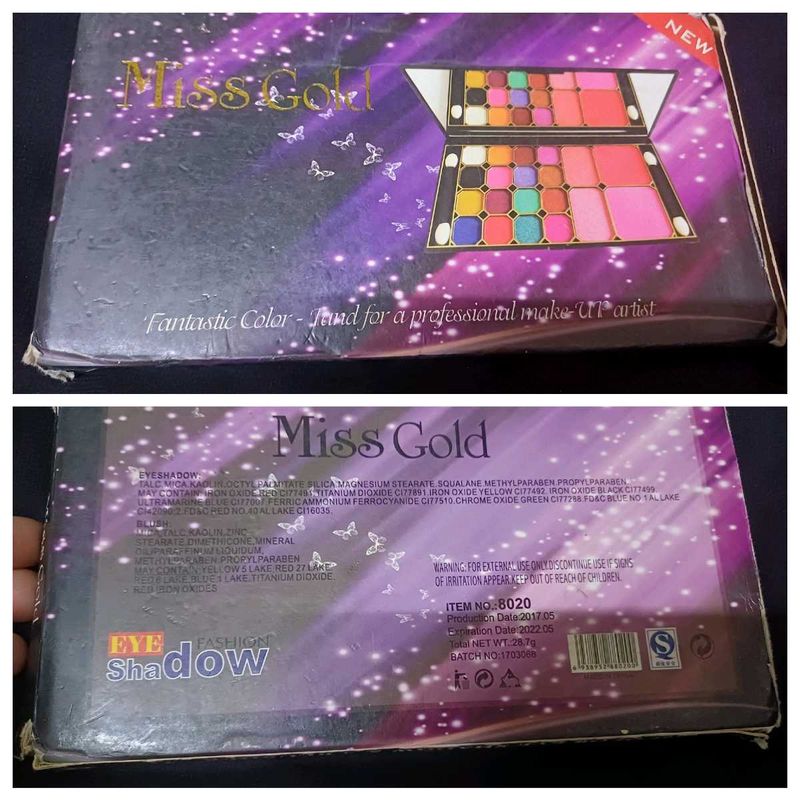 NEW
Miss Gold
Fantastic Color - Tand for a professional make-UP artist
Miss Gold
EYESHADOW:
TALC.MICA.KAOLIN.OCTYL PALMITATE SILICA.MAGNESIUM STEARATE.SQUALANE.METHYLPARABEN.PROPYLPARABEN.
MAY CONTAIN: IRON OXIDE.RED CI77491.TITANIUM DIOXIDE CI77891.IRON OXIDE YELLOW CI77492. IRON OXIDE BLACK CI77499.
ULTRAMARINE BLUE CI77007.FERRIC AMMONIUM FERROCYANIDE CI77510.CHROME OXIDE GREEN CI77288.FD&C BLUE NO 1 AL LAKE
CI42090:2.FD&C RED NO.40 AL LAKE CI16035.
BLUSH:
MICA,TALC,KAOLIN,ZINC
STEARATE,DIMETHICONE,MINERAL
OIL/PARAFFINUM LIQUIDUM,
METHYLPARABEN,PROPYLPARABEN
MAY CONTAIN:YELLOW 5 LAKE,RED 27 LAKE
RED 6 LAKE,BLUE 1 LAKE,TITANIUM DIOXIDE,
RED IRON OXIDES
WARNING: FOR EXTERNAL USE ONLY.DISCONTINUE USE IF SIGNS
OF IRRITATION APPEAR.KEEP OUT OF REACH OF CHILDREN.
ITEM NO.:8020
Production Date:2017.05
Expiration Date:2022.05
Total NET WT.:28.7g
BATCH NO:1703068
EYE FASHION
Shadow
6 938932 880200